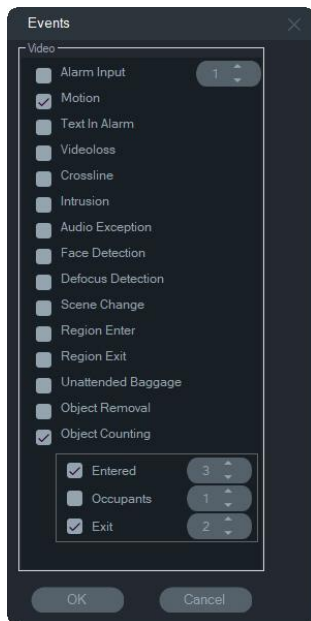 Events
Video
Alarm Input 1
Motion
Text In Alarm
Videoloss
Crossline
Intrusion
Audio Exception
Face Detection
Defocus Detection
Scene Change
Region Enter
Region Exit
Unattended Baggage
Object Removal
Object Counting
Entered 3
Occupants 1
Exit 2
OK Cancel